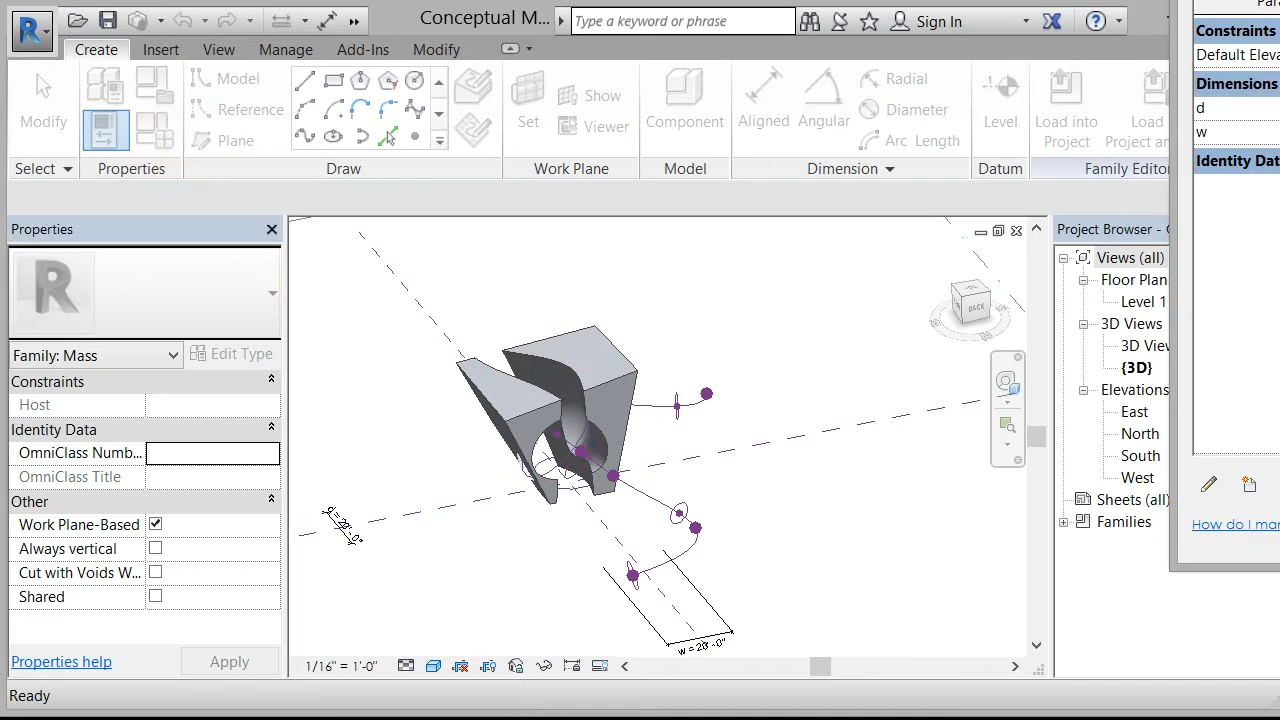 Conceptual M...
Type a keyword or phrase
Sign In
Create Insert View Manage Add-Ins Modify
Modify
Model
Reference
Plane
Set
Show
Viewer
Component
Aligned
Angular
Radial
Diameter
Arc Length
Level
Load into
Project
Load
Project an
Select Properties Draw Work Plane Model Dimension Datum Family Editor
Properties
Family: Mass
Edit Type
Constraints
Host
Identity Data
OmniClass Numb...
OmniClass Title
Other
Work Plane-Based
Always vertical
Cut with Voids W...
Shared
Properties help
Apply
BACK
w = 20'-0"
1/16" = 1'-0"
Project Browser -
Views (all)
Floor Plan
Level 1
3D Views
3D Viev
{3D}
Elevations
East
North
South
West
Sheets (all)
Families
Constraints
Default Eleva
Dimensions
d
w
Identity Dat
How do I mar
Ready